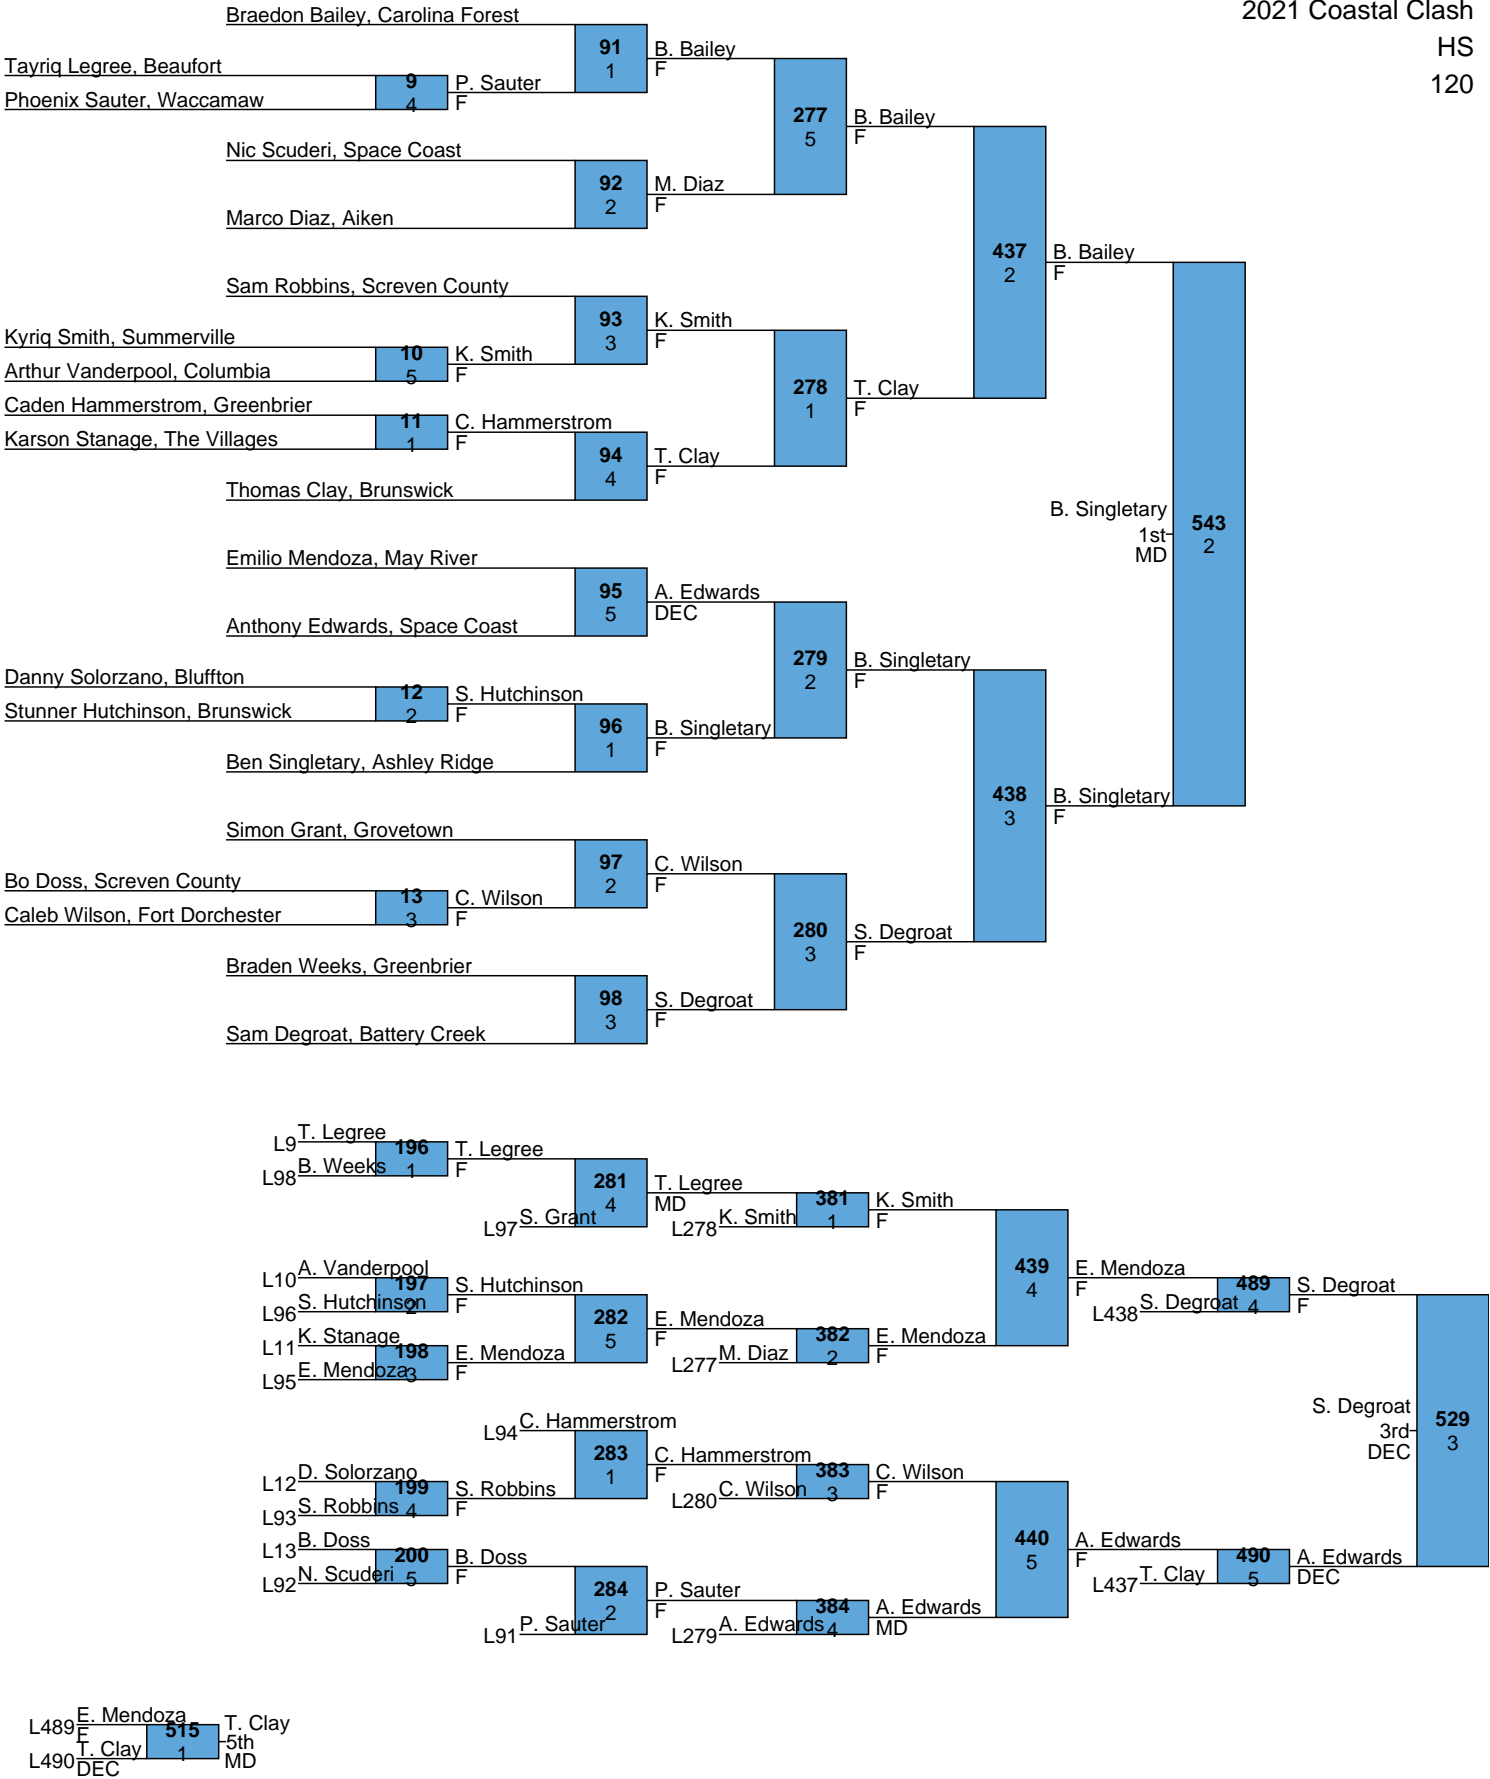 2021 Coastal Clash
HS
120
Braedon Bailey, Carolina Forest
91
1
B. Bailey
F
Tayriq Legree, Beaufort
Phoenix Sauter, Waccamaw
9
4
P. Sauter
F
277
5
B. Bailey
F
Nic Scuderi, Space Coast
Marco Diaz, Aiken
92
2
M. Diaz
F
437
2
B. Bailey
F
Sam Robbins, Screven County
93
3
K. Smith
F
Kyriq Smith, Summerville
Arthur Vanderpool, Columbia
10
5
K. Smith
F
278
1
T. Clay
F
Caden Hammerstrom, Greenbrier
Karson Stanage, The Villages
11
1
C. Hammerstrom
F
94
4
T. Clay
F
Thomas Clay, Brunswick
B. Singletary
1st
MD
543
2
Emilio Mendoza, May River
Anthony Edwards, Space Coast
95
5
A. Edwards
DEC
279
2
B. Singletary
F
Danny Solorzano, Bluffton
Stunner Hutchinson, Brunswick
12
2
S. Hutchinson
F
96
1
B. Singletary
F
Ben Singletary, Ashley Ridge
438
3
B. Singletary
F
Simon Grant, Grovetown
97
2
C. Wilson
F
Bo Doss, Screven County
Caleb Wilson, Fort Dorchester
13
3
C. Wilson
F
280
3
S. Degroat
F
Braden Weeks, Greenbrier
Sam Degroat, Battery Creek
98
3
S. Degroat
F
L9 T. Legree
L98 B. Weeks
196
1
T. Legree
F
281
4
T. Legree
MD
L97 S. Grant
L278 K. Smith
381
1
K. Smith
F
L10 A. Vanderpool
L96 S. Hutchinson
197
2
S. Hutchinson
F
439
4
E. Mendoza
F
L438 S. Degroat
489
4
S. Degroat
F
282
5
E. Mendoza
F
L11 K. Stanage
L95 E. Mendoza
198
3
E. Mendoza
F
L277 M. Diaz
382
2
E. Mendoza
F
S. Degroat
3rd
DEC
529
3
L94 C. Hammerstrom
283
1
C. Hammerstrom
F
L12 D. Solorzano
L93 S. Robbins
199
4
S. Robbins
F
L280 C. Wilson
383
3
C. Wilson
F
L13 B. Doss
L92 N. Scuderi
200
5
B. Doss
F
440
5
A. Edwards
F
L437 T. Clay
490
5
A. Edwards
DEC
284
2
P. Sauter
F
L91 P. Sauter
L279 A. Edwards
384
4
A. Edwards
MD
L489 E. Mendoza
F
L490 T. Clay
DEC
515
1
T. Clay
5th
MD